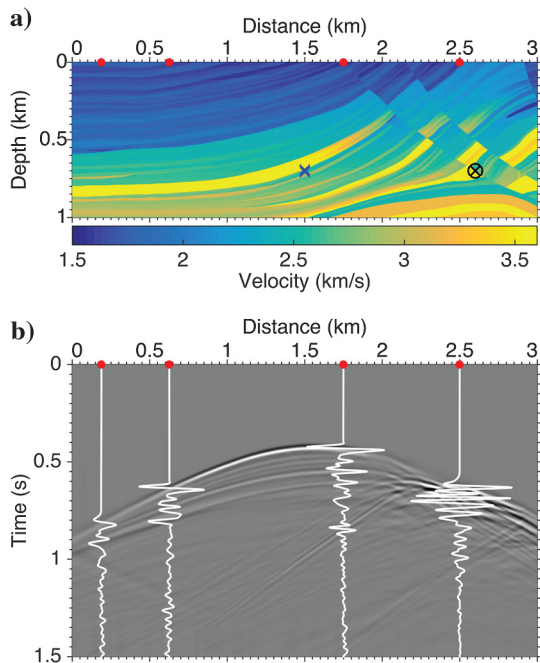 a)
Distance (km)
0 0.5 1 1.5 2 2.5 3
Depth (km)
0
0.5
1
1.5 2 2.5 3 3.5
Velocity (km/s)
b)
Distance (km)
0 0.5 1 1.5 2 2.5 3
Time (s)
0
0.5
1
1.5